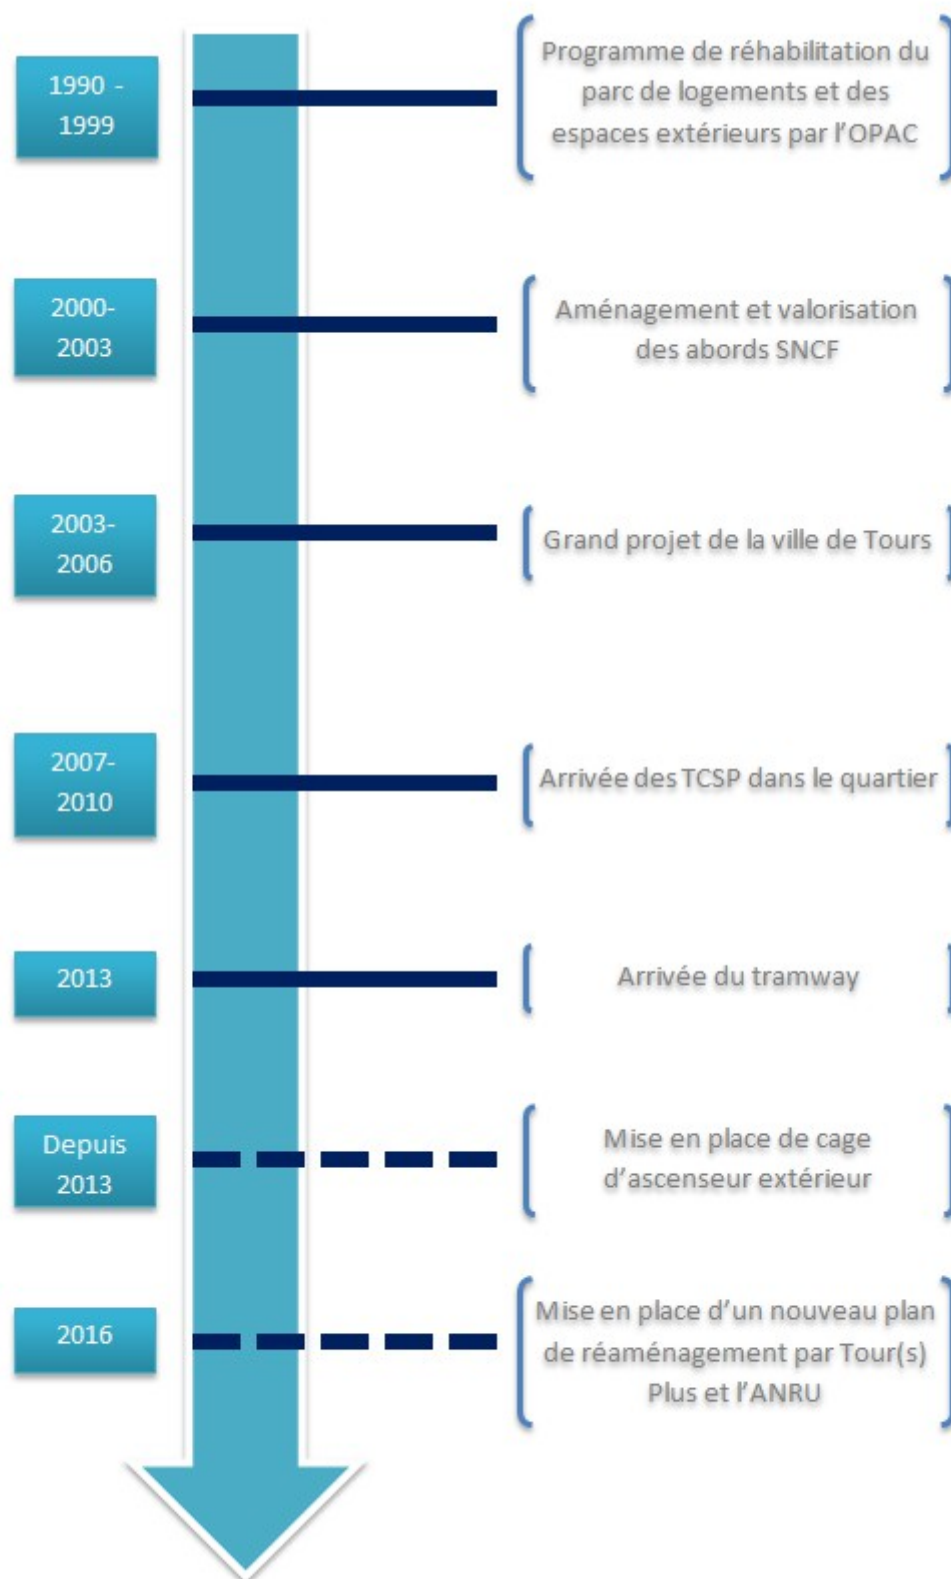 1990 -
1999
Programme de réhabilitation du
parc de logements et des
espaces extérieurs par l’OPAC
2000-
2003
Aménagement et valorisation
des abords SNCF
2003-
2006
Grand projet de la ville de Tours
2007-
2010
Arrivée des TCSP dans le quartier
2013
Arrivée du tramway
Depuis
2013
Mise en place de cage
d’ascenseur extérieur
2016
Mise en place d’un nouveau plan
de réaménagement par Tour(s)
Plus et l’ANRU